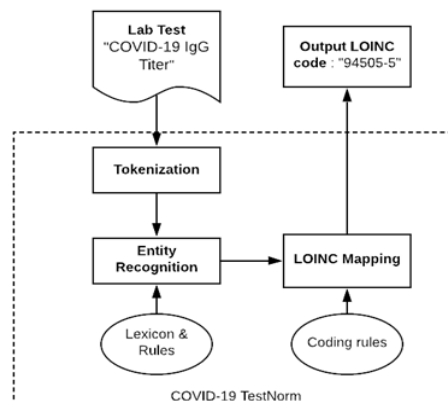 Lab Test
"COVID-19 IgG
Titer"
Output LOINC
code : "94505-5"
Tokenization
Entity
Recognition
LOINC Mapping
Lexicon &
Rules
Coding rules
COVID-19 TestNorm